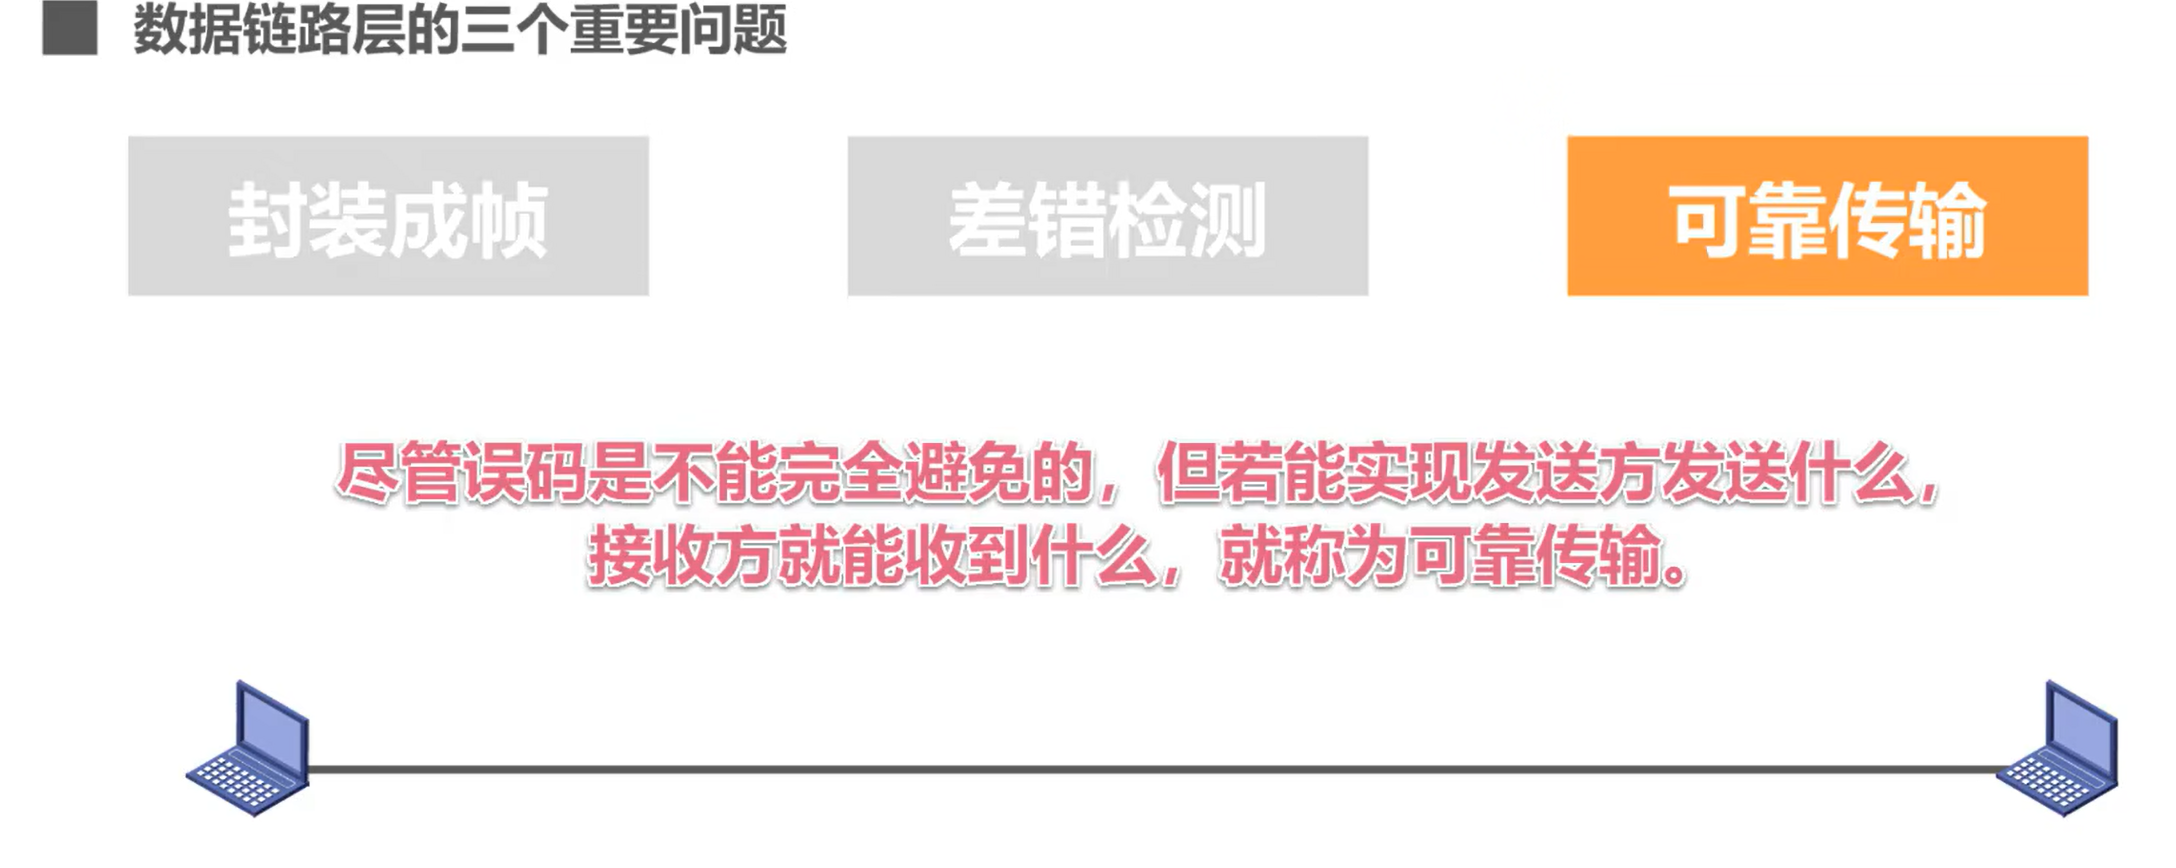 数据链路层的三个重要问题
封装成帧
差错检测
可靠传输
尽管误码是不能完全避免的，但若能实现发送方发送什么，
接收方就能收到什么，就称为可靠传输。